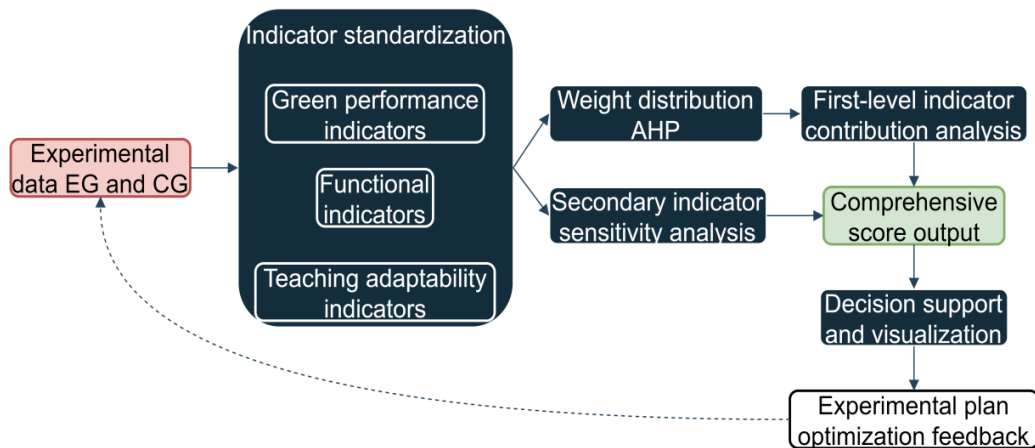 Indicator standardization
Green performance
indicators
Functional
indicators
Teaching adaptability
indicators
Experimental
data EG and CG
Weight distribution
AHP
First-level indicator
contribution analysis
Secondary indicator
sensitivity analysis
Comprehensive
score output
Decision support
and visualization
Experimental plan
optimization feedback